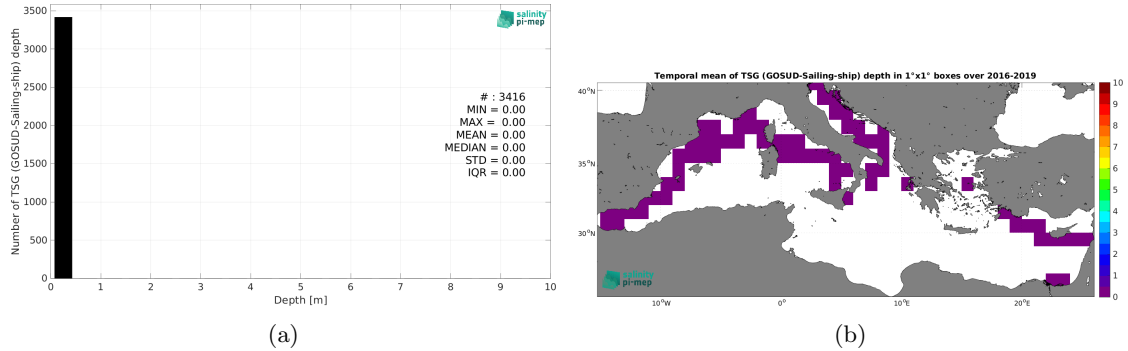 3500
3000
2500
2000
1500
1000
500
0
Number of TSG (GOSUD-Sailing-ship) depth
salinity
pi-mep
# : 3416
MIN = 0.00
MAX = 0.00
MEAN = 0.00
MEDIAN = 0.00
STD = 0.00
IQR = 0.00
0 1 2 3 4 5 6 7 8 9 10
Depth [m]
(a)
Temporal mean of TSG (GOSUD-Sailing-ship) depth in 1°x1° boxes over 2016-2019
40°N
35°N
30°N
salinity
pi-mep
10°W 0° 10°E 20°E
10
9
8
7
6
5
4
3
2
1
0
(b)